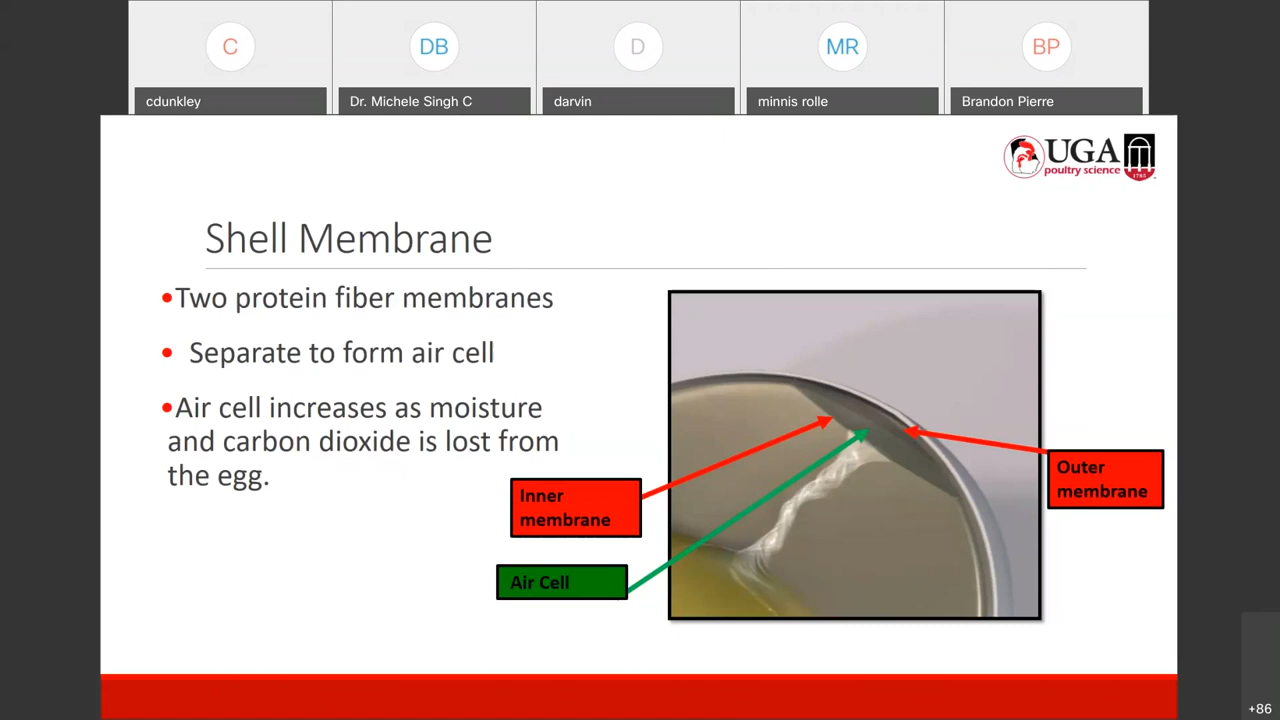 C
DB
D
MR
BP
cdunkley
Dr. Michele Singh C
darvin
minnis rolle
Brandon Pierre
UGA
poultry science
1785
Shell Membrane
•Two protein fiber membranes
• Separate to form air cell
•Air cell increases as moisture
and carbon dioxide is lost from
the egg.
Inner
membrane
Air Cell
Outer
membrane
+86